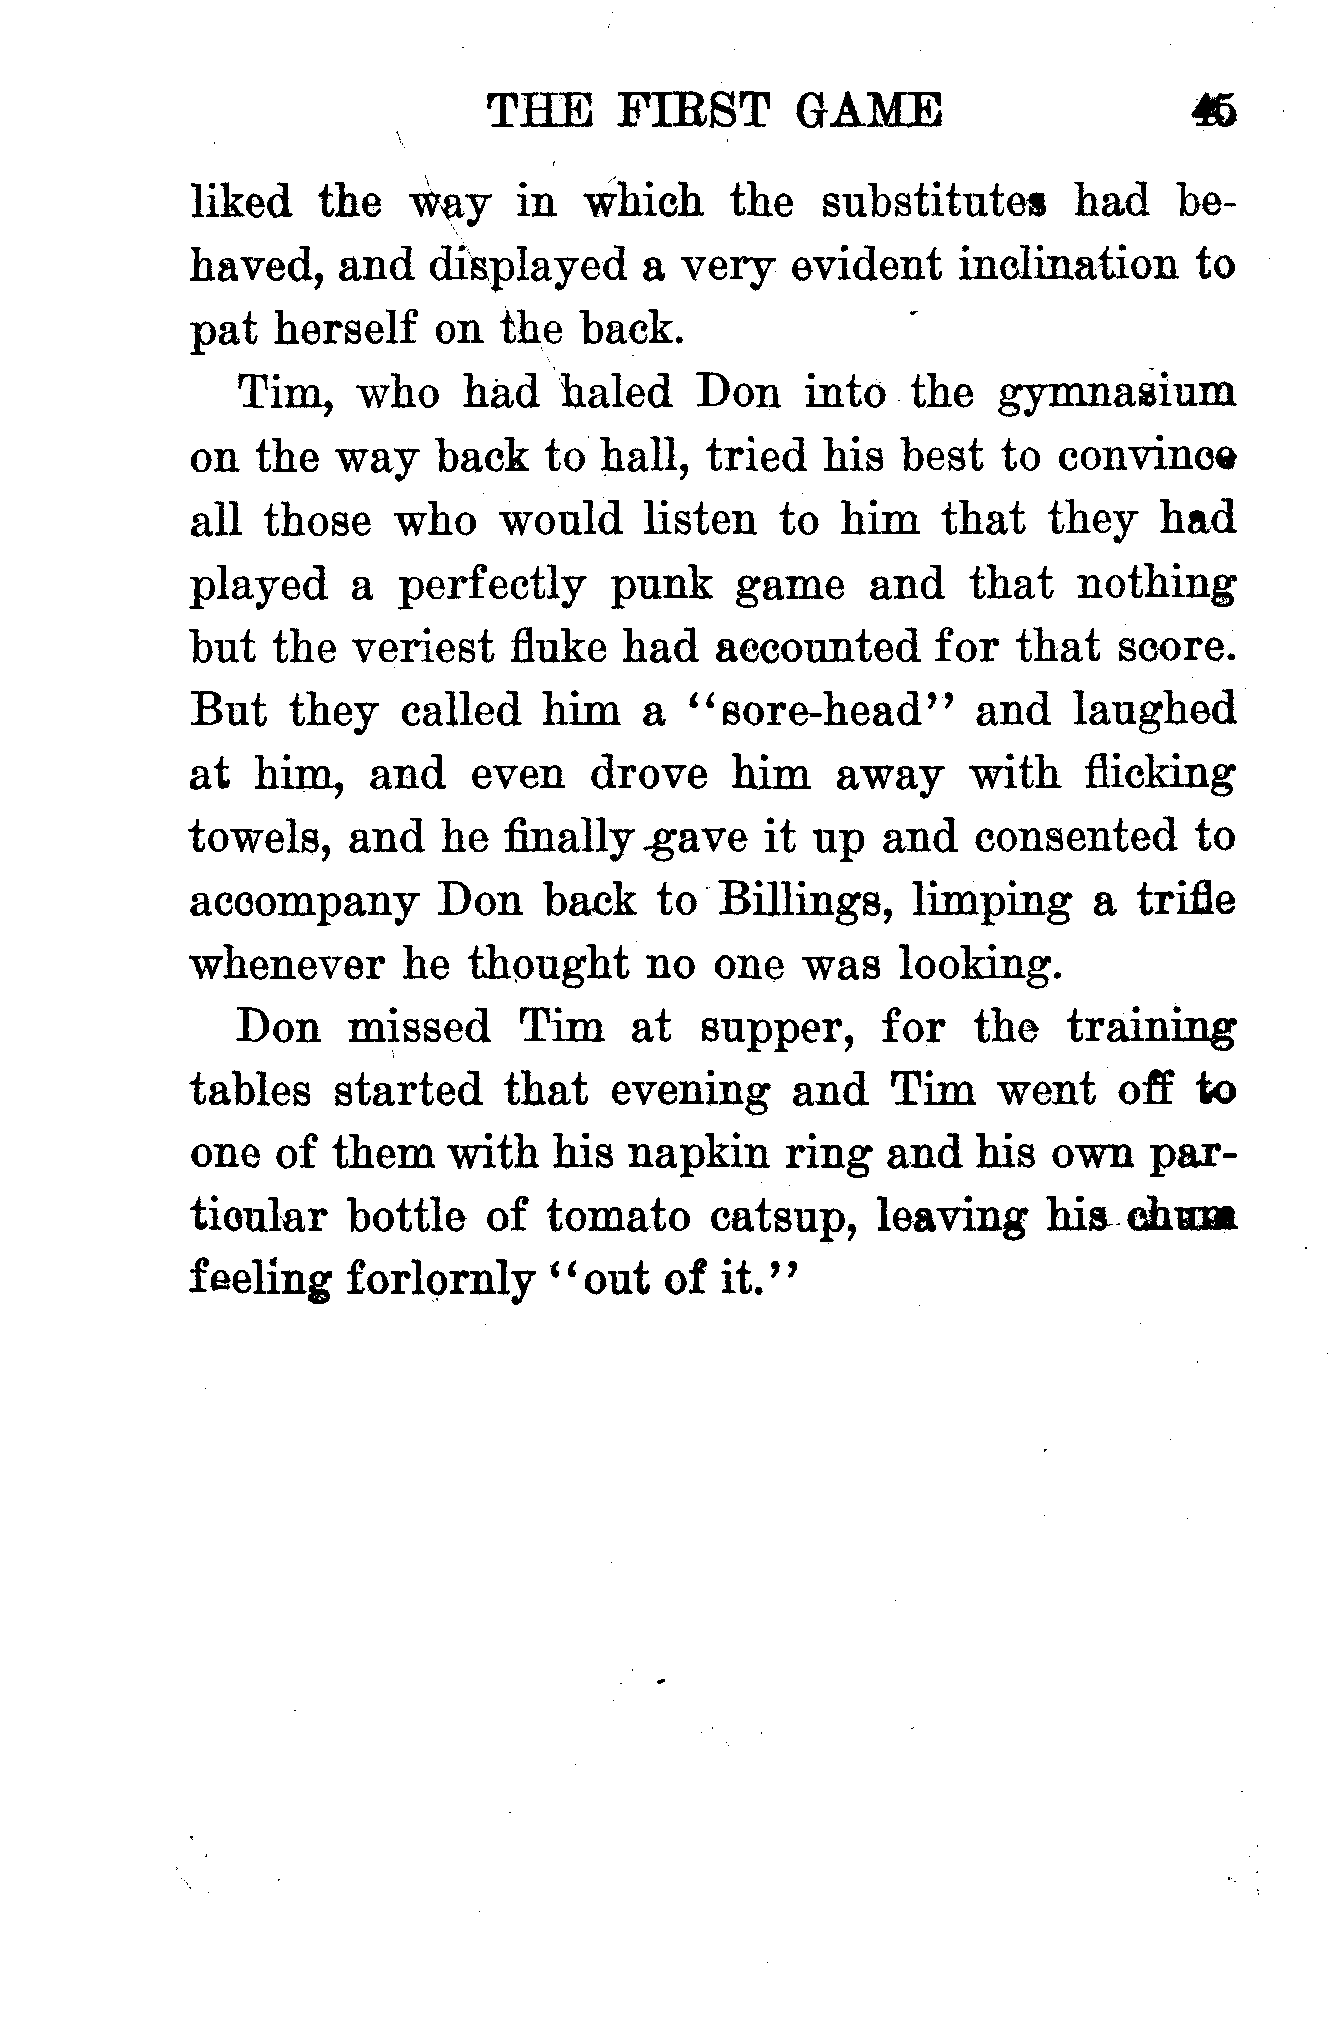 THE FIRST GAME 45
liked the way in which the substitutes had be-
haved, and displayed a very evident inclination to
pat herself on the back.
Tim, who had haled Don into the gymnasium
on the way back to hall, tried his best to convince
all those who would listen to him that they had
played a perfectly punk game and that nothing
but the veriest fluke had accounted for that score.
But they called him a "sore-head" and laughed
at him, and even drove him away with flicking
towels, and he finally gave it up and consented to
accompany Don back to Billings, limping a trifle
whenever he thought no one was looking.
Don missed Tim at supper, for the training
tables started that evening and Tim went off to
one of them with his napkin ring and his own par-
ticular bottle of tomato catsup, leaving his chum
feeling forlornly "out of it."